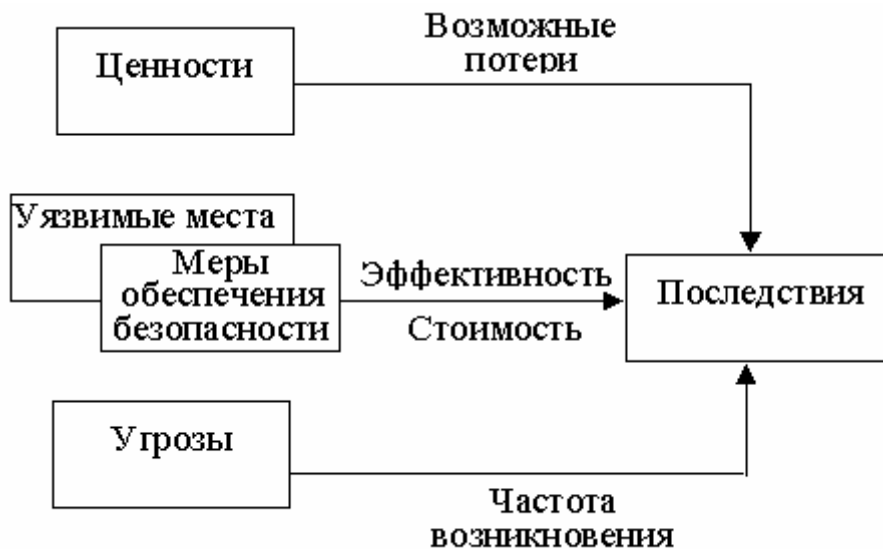 Ценности
Возможные
потери
Уязвимые места
Меры
обеспечения
безопасности
Эффективность
Стоимость
Последствия
Угрозы
Частота
возникновения